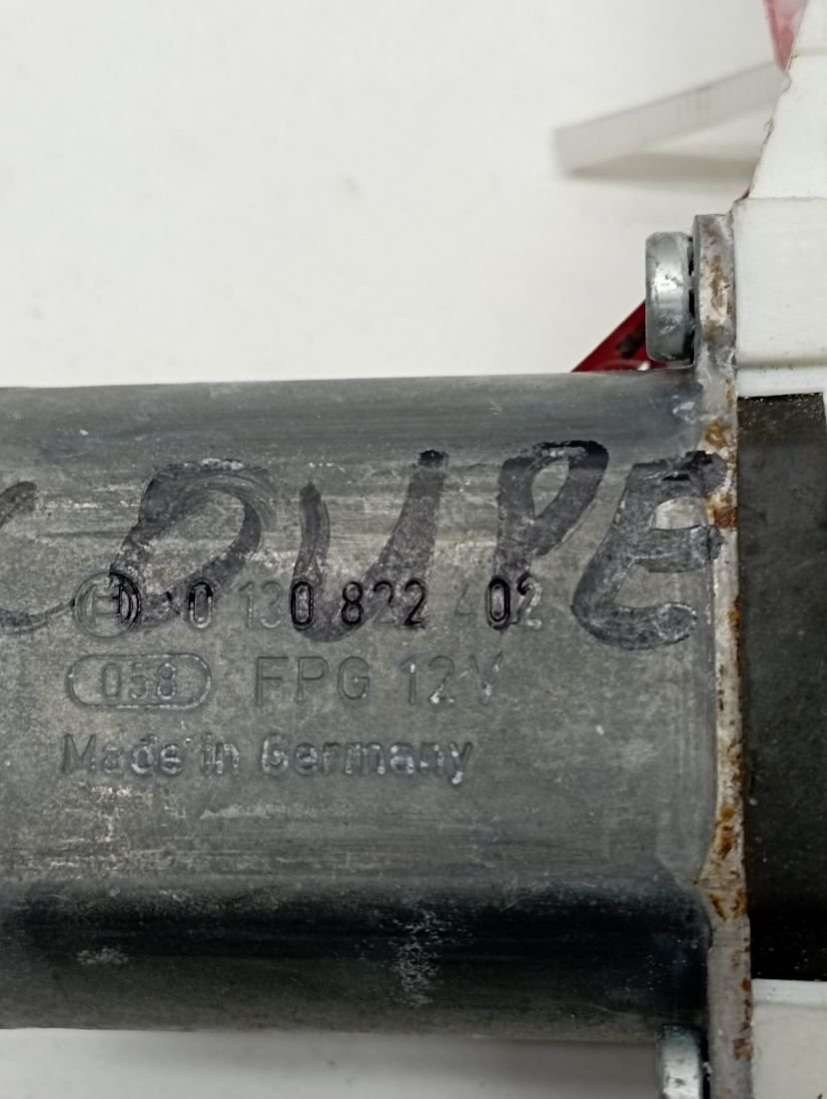 COUPE
0 130 822 402
058 FPG 12V
Made in Germany